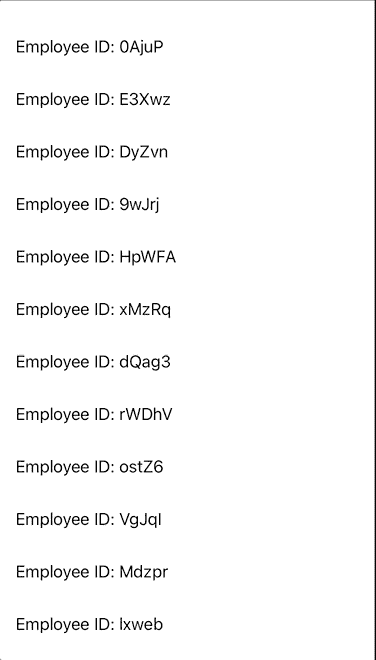 Employee ID: 0AjuP
Employee ID: E3Xwz
Employee ID: DyZvn
Employee ID: 9wJrj
Employee ID: HpWFA
Employee ID: xMzRq
Employee ID: dQag3
Employee ID: rWDhV
Employee ID: ostZ6
Employee ID: VgJqI
Employee ID: Mdzpr
Employee ID: lxweb